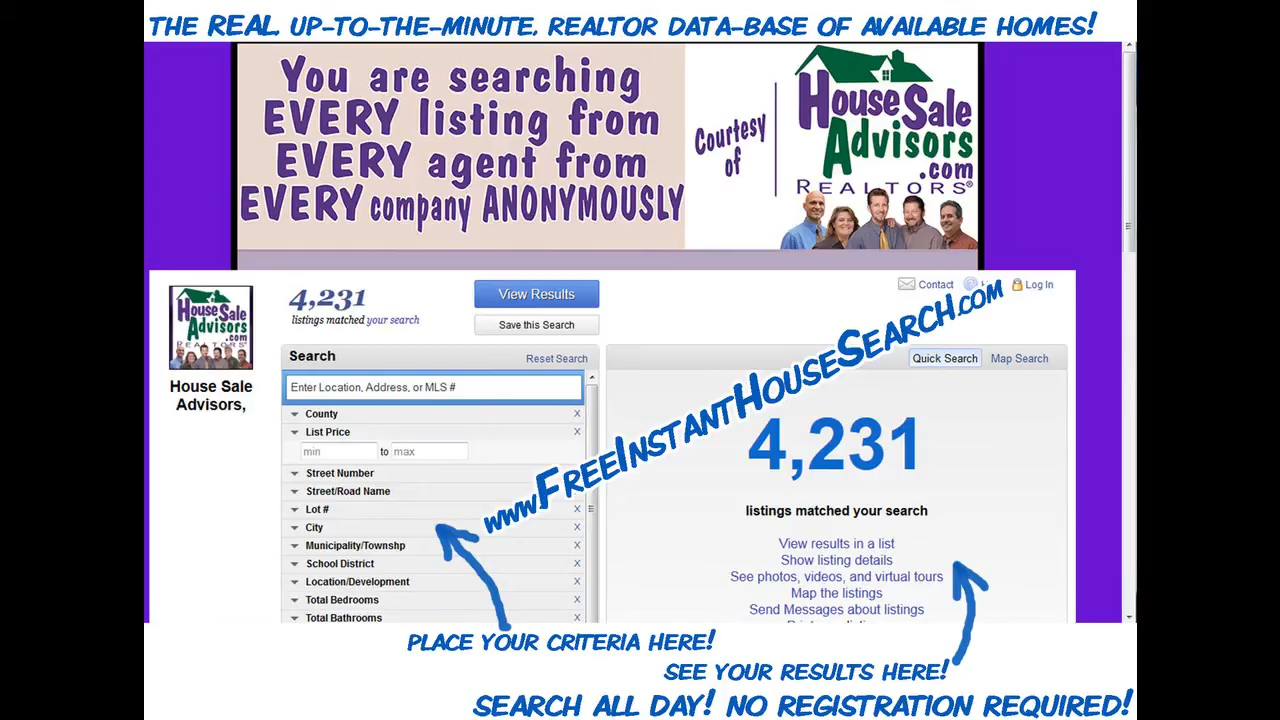 THE REAL, UP-TO-THE-MINUTE, REALTOR DATA-BASE OF AVAILABLE HOMES!
You are searching
EVERY listing from
EVERY agent from
EVERY company ANONYMOUSLY
Courtesy
of
HouseSale
Advisors
.com
REALTORS®
4,231
listings matched your search
View Results
Save this Search
Contact
Log In
HouseSale
Advisors
.com
REALTORS
House Sale
Advisors,
Search
Reset Search
Quick Search
Map Search
Enter Location, Address, or MLS #
County X
List Price X
min to max
Street Number
Street/Road Name
Lot # X
City X
Municipality/Townshp X
School District X
Location/Development X
Total Bedrooms X
Total Bathrooms X
www.FreeInstantHouseSearch.com
4,231
listings matched your search
View results in a list
Show listing details
See photos, videos, and virtual tours
Map the listings
Send Messages about listings
PLACE YOUR CRITERIA HERE!
SEE YOUR RESULTS HERE!
SEARCH ALL DAY! NO REGISTRATION REQUIRED!